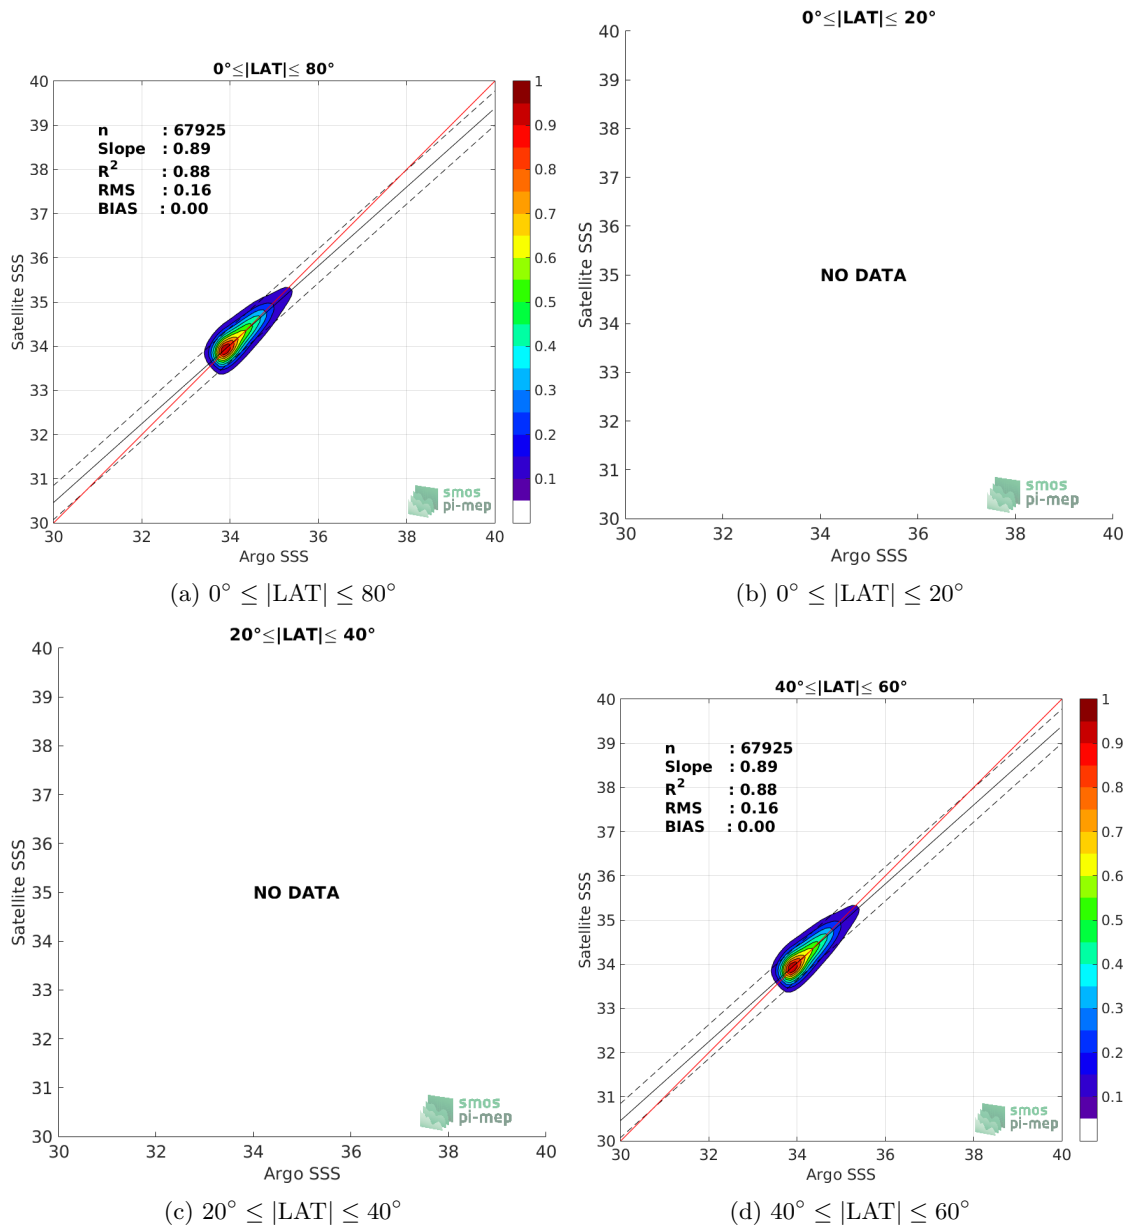 0°≤|LAT|≤ 80°
40
39
38
37
36
35
34
33
32
31
30
Satellite SSS
n : 67925
Slope : 0.89
R² : 0.88
RMS : 0.16
BIAS : 0.00
smos
pi-mep
30 32 34 36 38 40
Argo SSS
1
0.9
0.8
0.7
0.6
0.5
0.4
0.3
0.2
0.1
(a) 0° ≤ |LAT| ≤ 80°
0°≤|LAT|≤ 20°
40
39
38
37
36
35
34
33
32
31
30
Satellite SSS
NO DATA
smos
pi-mep
30 32 34 36 38 40
Argo SSS
(b) 0° ≤ |LAT| ≤ 20°
20°≤|LAT|≤ 40°
40
39
38
37
36
35
34
33
32
31
30
Satellite SSS
NO DATA
smos
pi-mep
30 32 34 36 38 40
Argo SSS
(c) 20° ≤ |LAT| ≤ 40°
40°≤|LAT|≤ 60°
40
39
38
37
36
35
34
33
32
31
30
Satellite SSS
n : 67925
Slope : 0.89
R² : 0.88
RMS : 0.16
BIAS : 0.00
smos
pi-mep
30 32 34 36 38 40
Argo SSS
1
0.9
0.8
0.7
0.6
0.5
0.4
0.3
0.2
0.1
(d) 40° ≤ |LAT| ≤ 60°